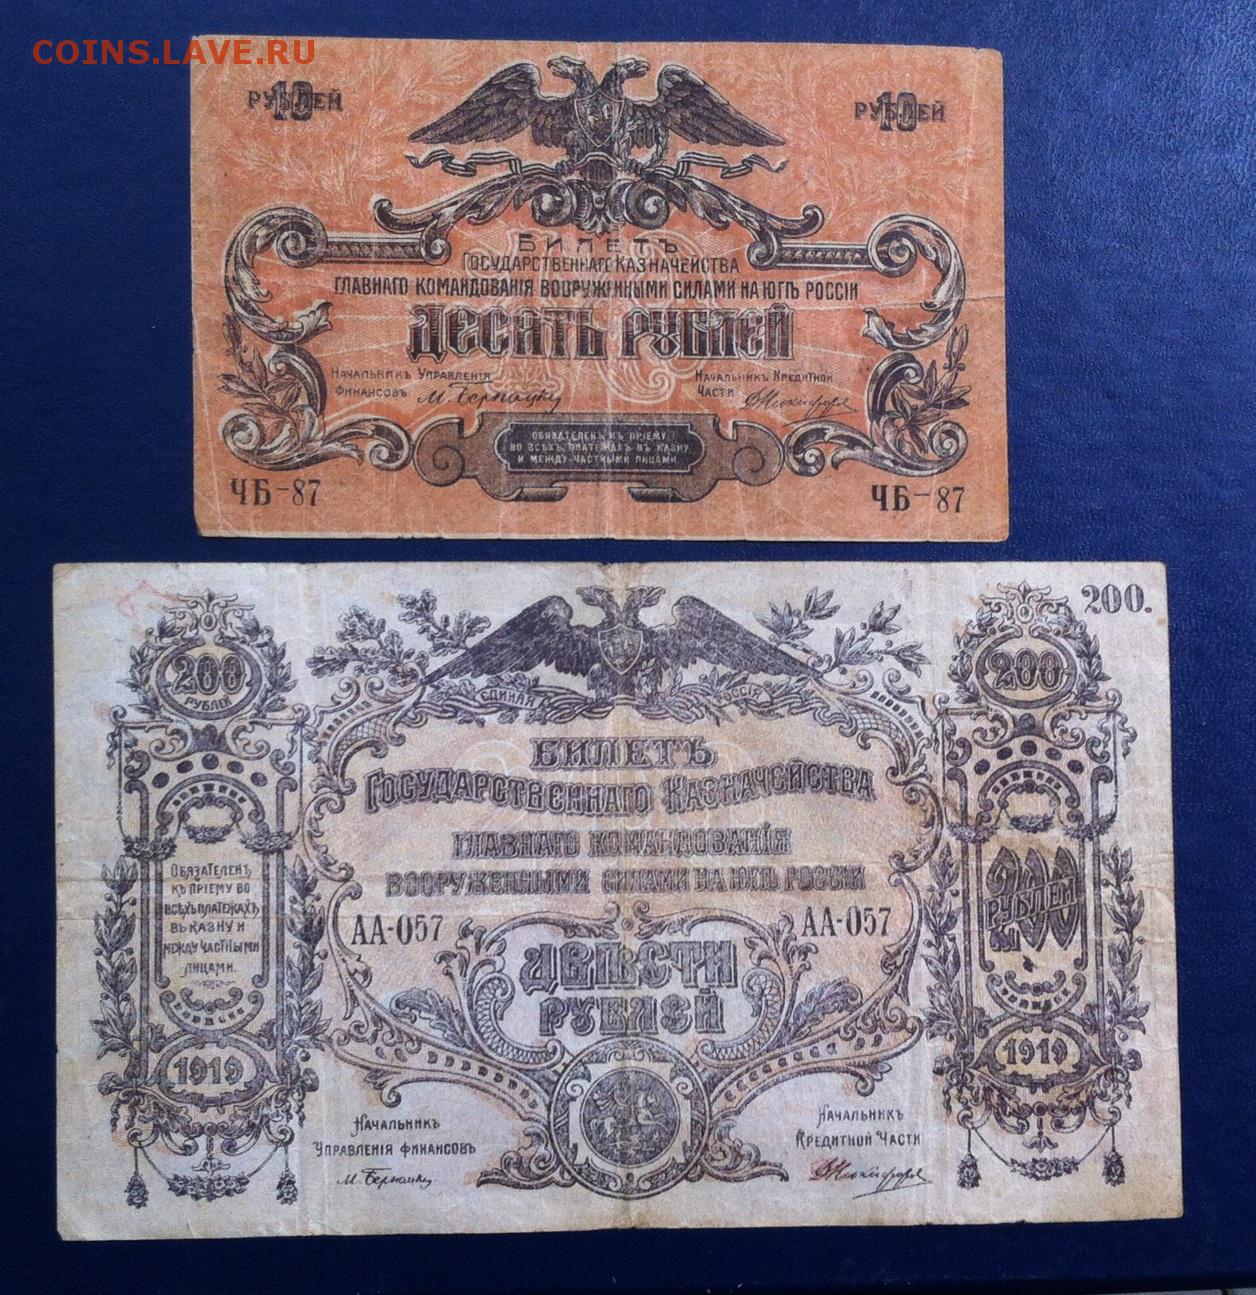 COINS.LAVE.RU
10 РУБЛЕЙ
10 РУБЛЕЙ
БИЛЕТЪ
ГОСУДАРСТВЕННАГО КАЗНАЧЕЙСТВА
ГЛАВНАГО КОМАНДОВАНІЯ ВООРУЖЕННЫМИ СИЛАМИ НА ЮГѢ РОССІИ
ДЕСЯТЬ РУБЛЕЙ
НАЧАЛЬНИКЪ УПРАВЛЕНІЯ
ФИНАНСОВЪ
НАЧАЛЬНИКЪ КРЕДИТНОЙ
ЧАСТИ
ОБЯЗАТЕЛЕНЪ КЪ ПРІЕМУ
ВО ВСѢХЪ ПЛАТЕЖАХЪ ВЪ КАЗНУ
И МЕЖДУ ЧАСТНЫМИ ЛИЦАМИ.
ЧБ-87
ЧБ-87
200.
200
РУБЛЕЙ
200
ЕДИНАЯ РОССІЯ
БИЛЕТЪ
ГОСУДАРСТВЕННАГО КАЗНАЧЕЙСТВА
ГЛАВНАГО КОМАНДОВАНІЯ
ВООРУЖЕННЫМИ СИЛАМИ НА ЮГѢ РОССІИ
ОБЯЗАТЕЛЕНЪ
КЪ ПРІЕМУ ВО
ВСѢХЪ ПЛАТЕЖАХЪ
ВЪ КАЗНУ И
МЕЖДУ ЧАСТНЫМИ
ЛИЦАМИ.
АА-057
АА-057
200
РУБЛЕЙ
ДВѢСТИ
РУБЛЕЙ
1919
1919
НАЧАЛЬНИКЪ
УПРАВЛЕНІЯ ФИНАНСОВЪ
НАЧАЛЬНИКЪ
КРЕДИТНОЙ ЧАСТИ